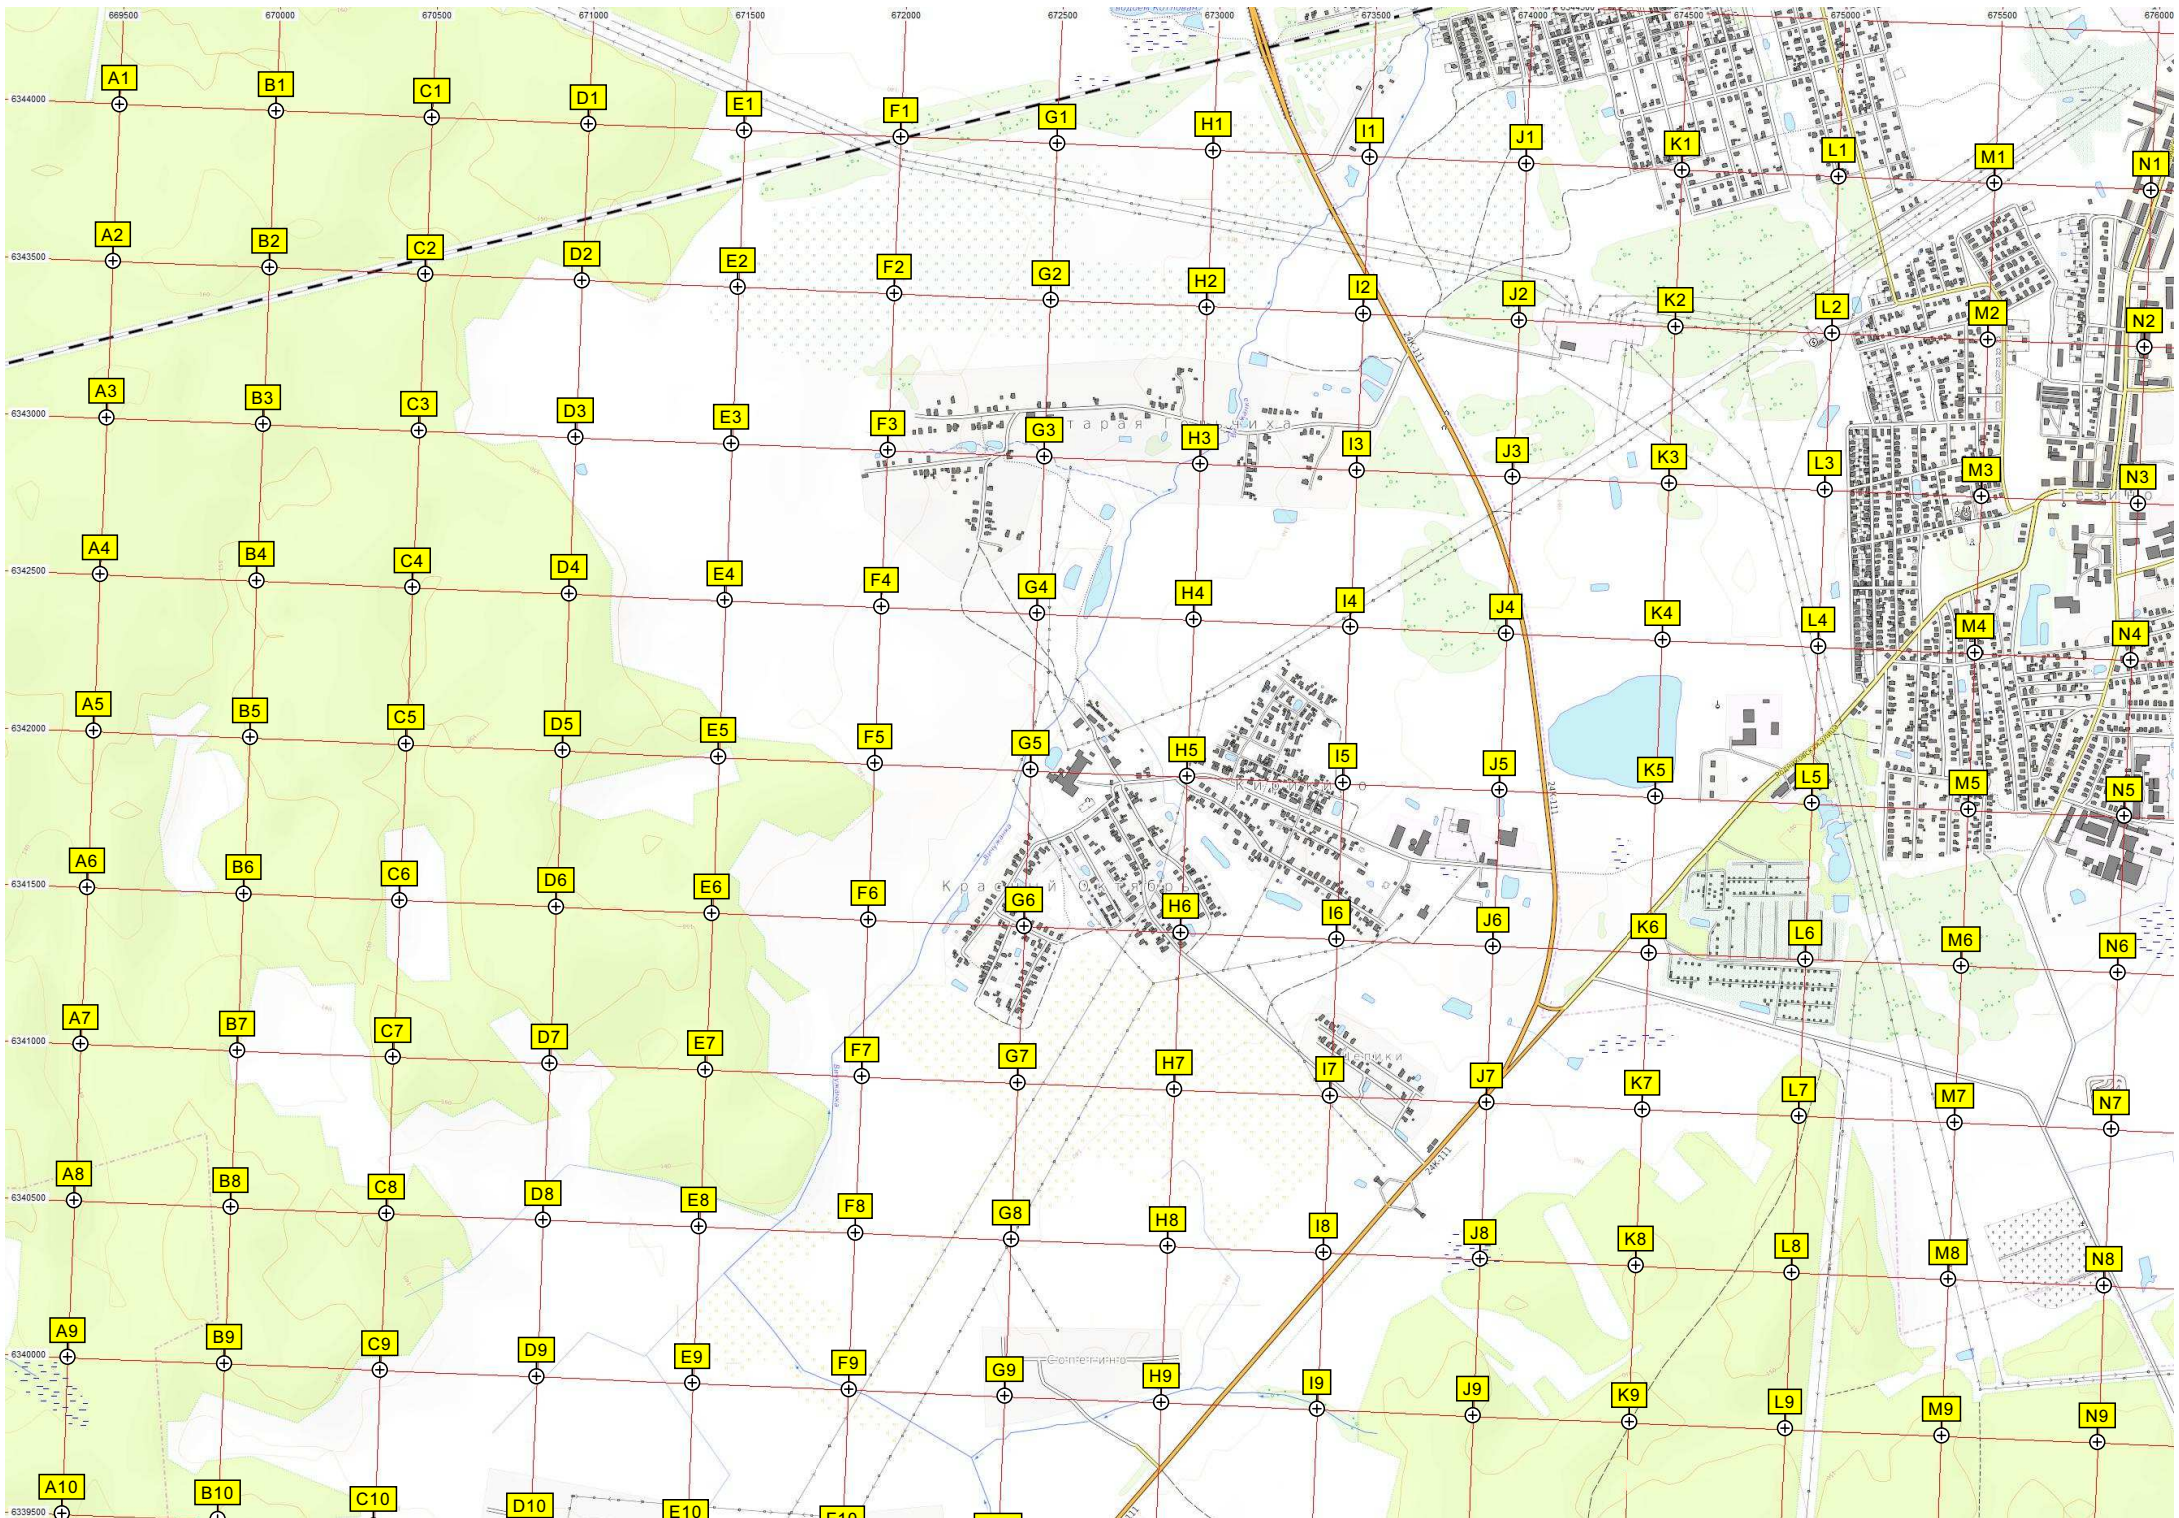 669500 670000 670500 671000 671500 672000 672500 673000 673500 674000 674500 675000 675500 676000
6344000 A1 B1 C1 D1 E1 F1 G1 H1 I1 J1 K1 L1 M1 N1
6343500 A2 B2 C2 D2 E2 F2 G2 H2 I2 J2 K2 L2 M2 N2
24К-111
6343000 A3 B3 C3 D3 E3 F3 G3 H3 I3 J3 K3 L3 M3 N3
6342500 A4 B4 C4 D4 E4 F4 G4 H4 I4 J4 K4 L4 M4 N4
6342000 A5 B5 C5 D5 E5 F5 G5 H5 I5 J5 K5 L5 M5 N5
24К-111
6341500 A6 B6 C6 D6 E6 F6 G6 H6 I6 J6 K6 L6 M6 N6
Красный Октябрь
6341000 A7 B7 C7 D7 E7 F7 G7 H7 I7 J7 K7 L7 M7 N7
24К-111
6340500 A8 B8 C8 D8 E8 F8 G8 H8 I8 J8 K8 L8 M8 N8
Сопегино
6340000 A9 B9 C9 D9 E9 F9 G9 H9 I9 J9 K9 L9 M9 N9
6339500 A10 B10 C10 D10 E10 F10